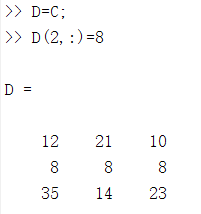 >> D=C;
>> D(2,:)=8
D =
12 21 10
8 8 8
35 14 23